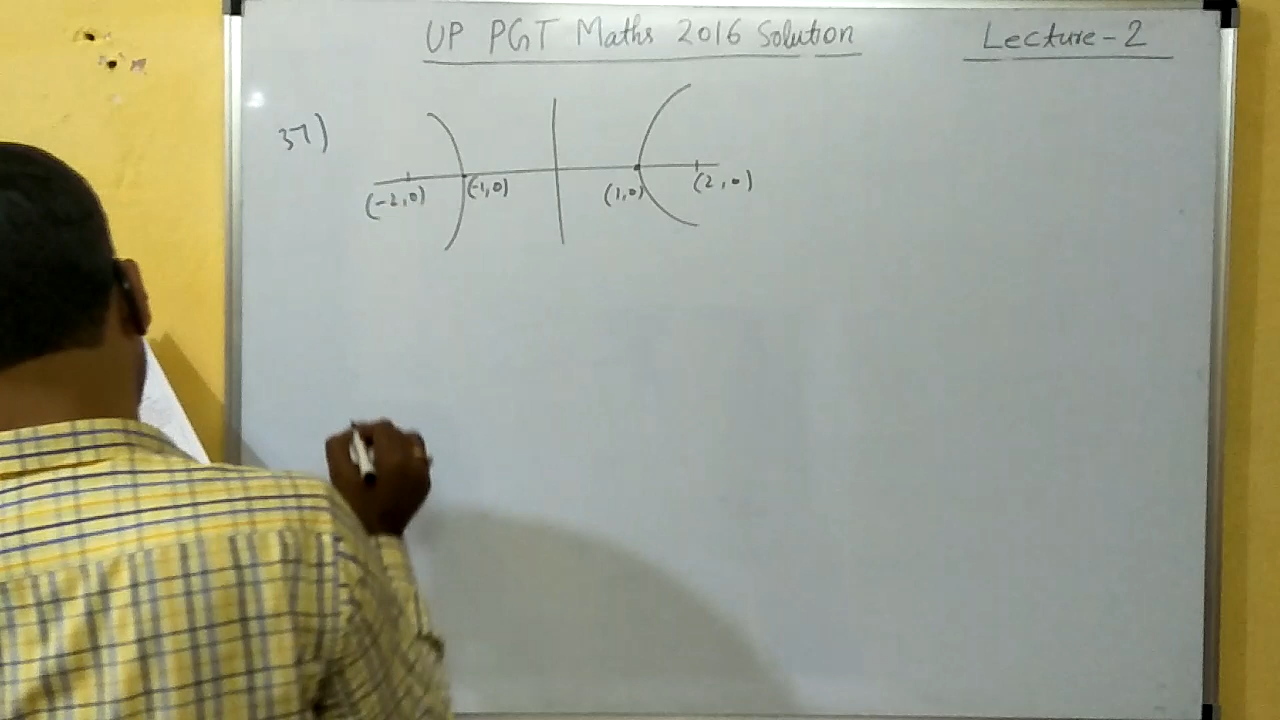 UP PGT Maths 2016 Solution
Lecture-2
37)
(-2,0) (-1,0) (1,0) (2,0)